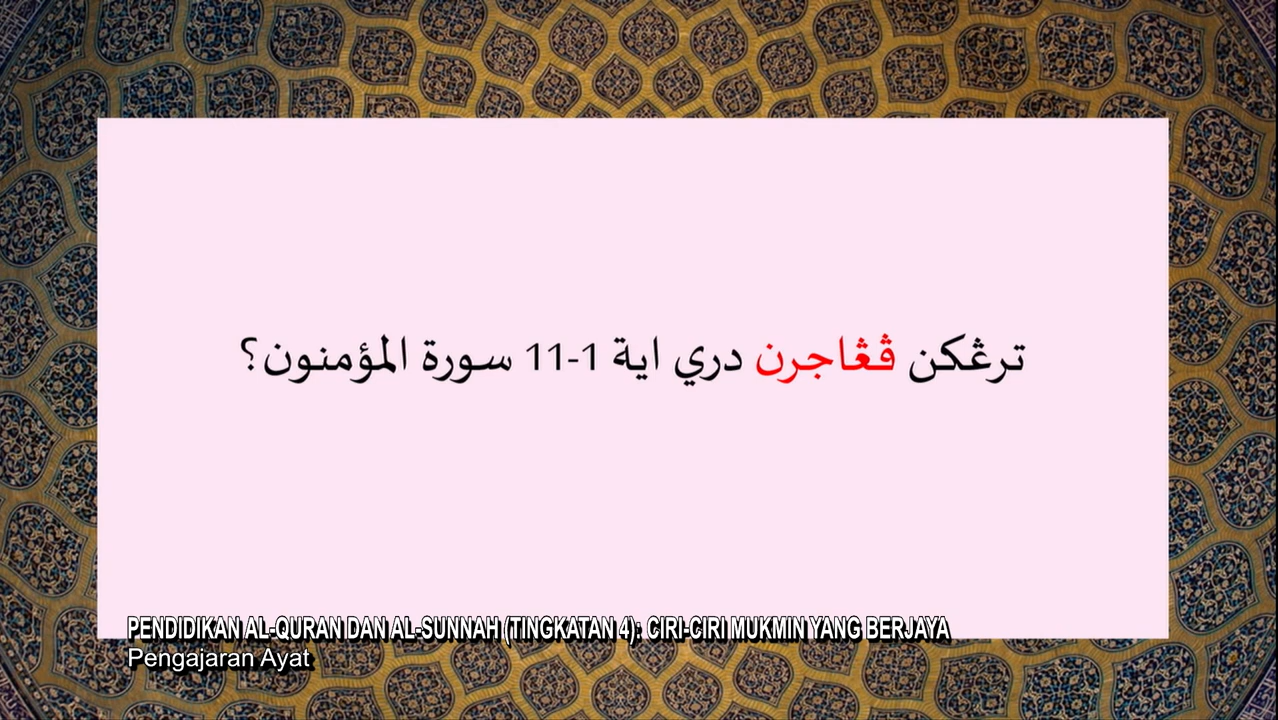 ترڠکن ڤڠاجرن دري اية 1-11 سورة المؤمنون؟
PENDIDIKAN AL-QURAN DAN AL-SUNNAH (TINGKATAN 4): CIRI-CIRI MUKMIN YANG BERJAYA
Pengajaran Ayat